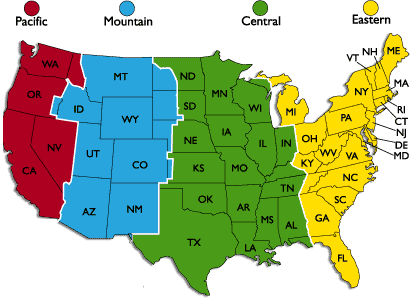 Pacific Mountain Central Eastern
WA MT ND MN NH ME
VT
OR ID SD WI MI NY MA
WY
RI
IA PA CT
NV NE IL IN OH NJ
UT CO WV DE
CA KS MO KY VA MD
NC
OK TN
AZ NM AR SC
MS AL GA
TX
LA
FL